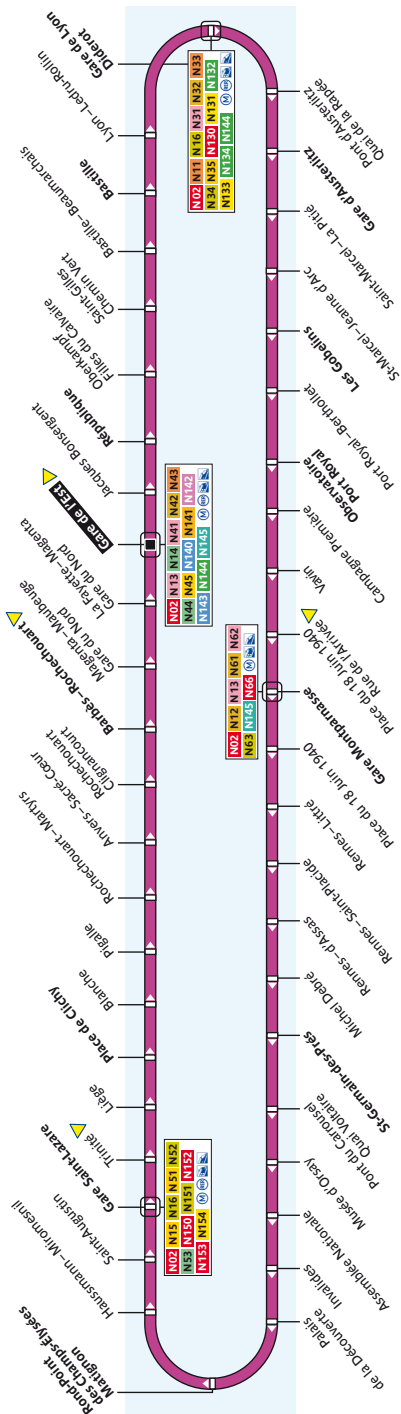 Gare de Lyon
Diderot
Lyon–Ledru-Rollin
Bastille
Bastille–Beaumarchais
Saint-Gilles
Chemin Vert
Oberkampf
Filles du Calvaire
République
Jacques Bonsergent
Gare de l'Est
La Fayette–Magenta
Gare du Nord
Magenta–Maubeuge
Gare du Nord
Barbès–Rochechouart
Rochechouart
Clignancourt
Anvers–Sacré-Cœur
Rochechouart–Martyrs
Pigalle
Blanche
Place de Clichy
Liège
Trinité
Gare Saint-Lazare
Saint-Augustin
Haussmann–Miromesnil
Rond-Point
des Champs-Élysées
Matignon
Pont d'Austerlitz
Quai de la Rapée
Gare d'Austerlitz
Saint-Marcel–La Pitié
St-Marcel–Jeanne d'Arc
Les Gobelins
Port Royal–Berthollet
Observatoire
Port Royal
Campagne Première
Vavin
Place du 18 Juin 1940
Rue de l'Arrivée
Gare Montparnasse
Place du 18 Juin 1940
Rennes–Littré
Rennes–Saint-Placide
Rennes–d'Assas
Michel Debré
St-Germain-des-Prés
Pont du Carrousel
Quai Voltaire
Musée d'Orsay
Assemblée Nationale
Invalides
Palais
de la Découverte
N02 N11 N16 N31 N32 N33
N34 N35 N130 N131 N132
N133 N134 N144 M RER
N02 N13 N14 N41 N42 N43
N44 N45 N140 N141 N142
N143 N144 N145 M RER
N02 N12 N13 N61 N62
N63 N145 N66 M RER
N02 N15 N16 N51 N52
N53 N150 N151 N152
N153 N154 M RER